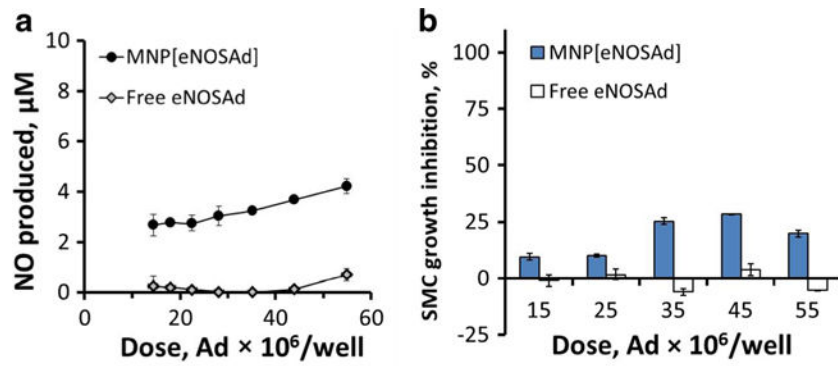 a
NO produced, µM
10
8
6
4
2
0
MNP[eNOSAd]
Free eNOSAd
0 20 40 60
Dose, Ad × 10⁶/well
b
SMC growth inhibition, %
100
75
50
25
0
-25
MNP[eNOSAd]
Free eNOSAd
15 25 35 45 55
Dose, Ad × 10⁶/well